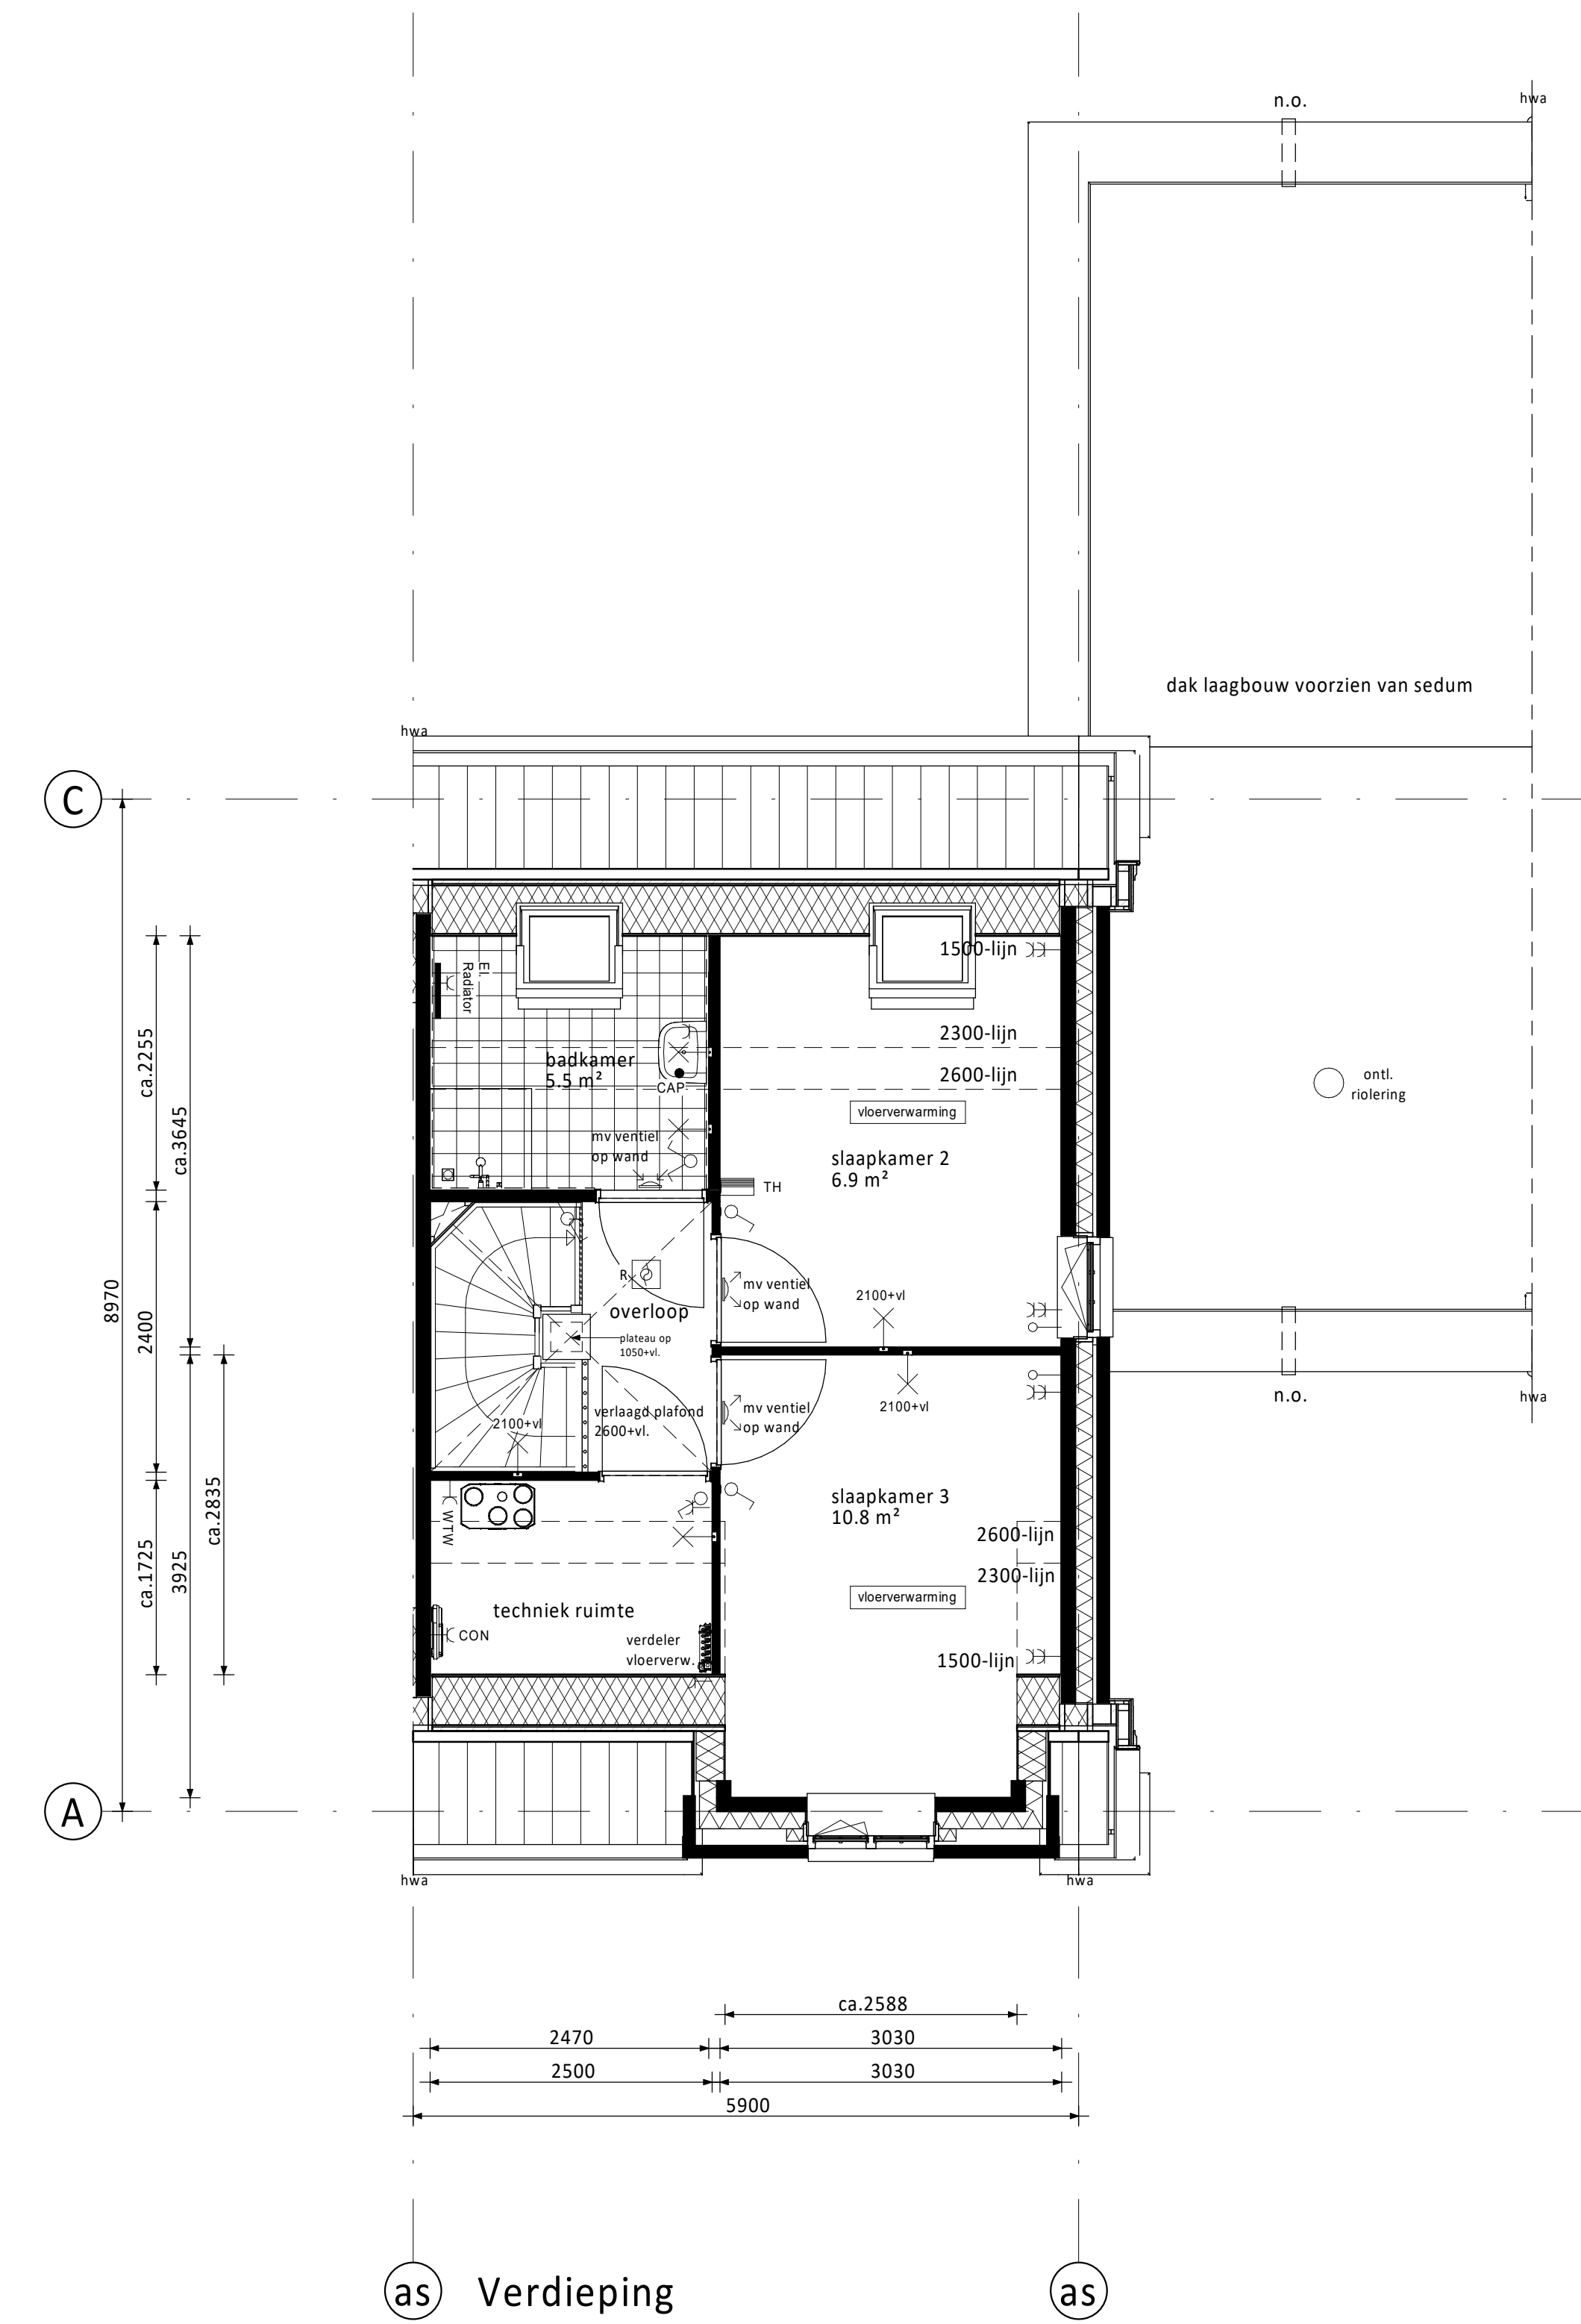 n.o.
hwa
dak laagbouw voorzien van sedum
hwa
C
1500-lijn
El.
Radiator
2300-lijn
badkamer
5.5 m²
2600-lijn
CAP
ontl.
riolering
vloerverwarming
mv ventiel
op wand
slaapkamer 2
6.9 m²
TH
ca.2255
ca.3645
R
mv ventiel
op wand
2100+vl
overloop
plateau op
1050+vl.
8970
2400
n.o.
hwa
2100+vl
mv ventiel
op wand
verlaagd plafond
2600+vl.
2100+vl
slaapkamer 3
10.8 m²
WTW
2600-lijn
ca.2835
ca.1725
3925
2300-lijn
vloerverwarming
techniek ruimte
CON
verdeler
vloerverw.
1500-lijn
A
hwa
hwa
ca.2588
2470
3030
2500
3030
5900
as
Verdieping
as